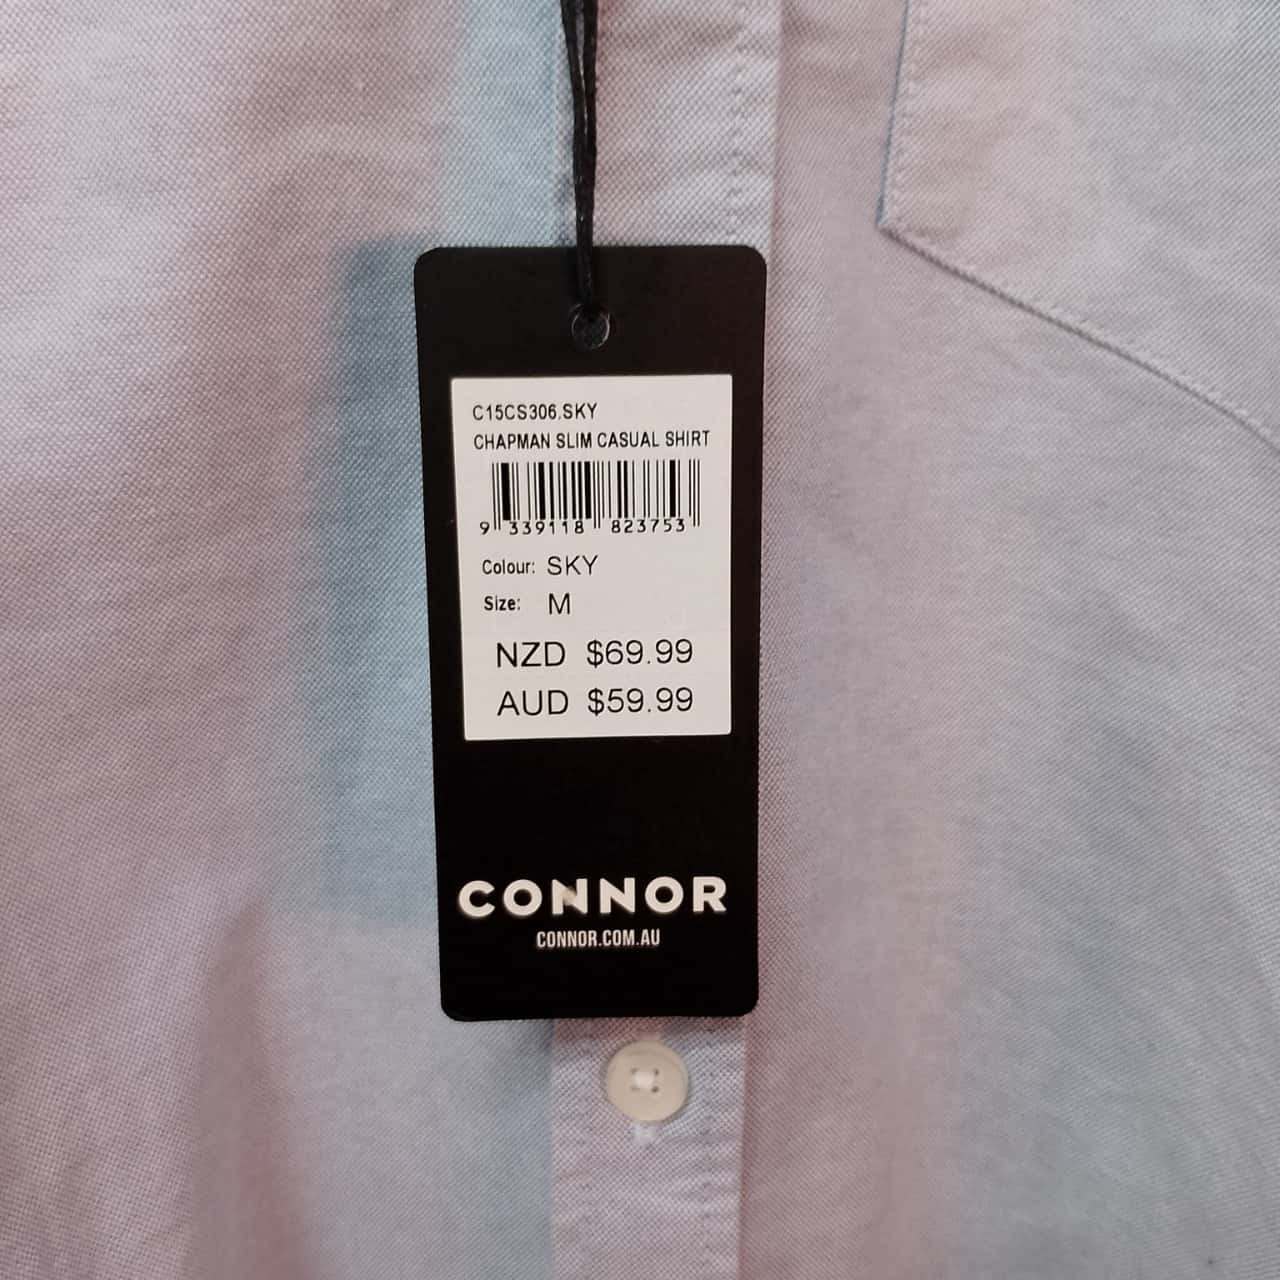 C15CS306.SKY
CHAPMAN SLIM CASUAL SHIRT
9 339118 823753
Colour: SKY
Size: M
NZD $69.99
AUD $59.99
CONNOR
CONNOR.COM.AU